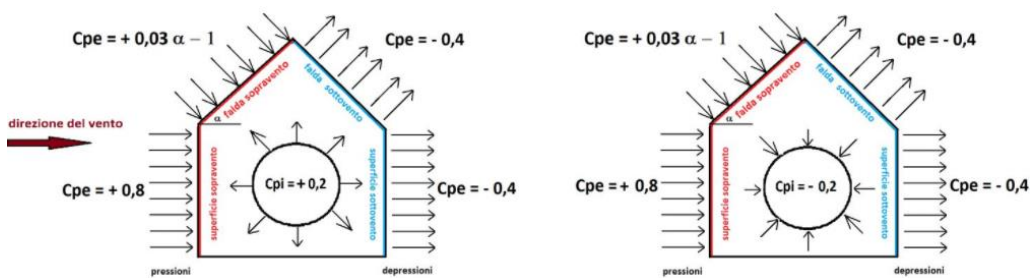 Cpe = + 0,03 α – 1
Cpe = - 0,4
falda sopravento
falda sottovento
direzione del vento
α
Cpe = + 0,8
superficie sopravento
Cpi = + 0,2
superficie sottovento
Cpe = - 0,4
pressioni
depressioni
Cpe = + 0,03 α – 1
Cpe = - 0,4
falda sopravento
falda sottovento
α
Cpe = + 0,8
superficie sopravento
Cpi = - 0,2
superficie sottovento
Cpe = - 0,4
pressioni
depressioni